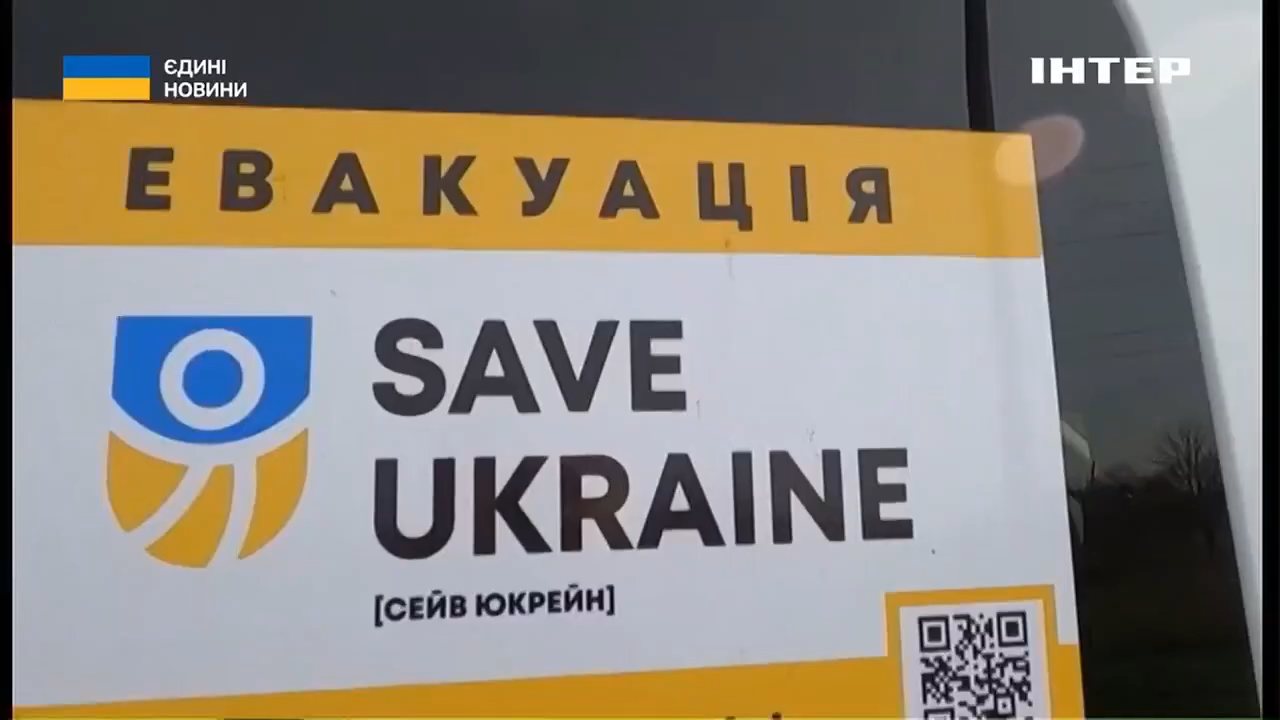 ЄДИНІ
НОВИНИ
ІНТЕР
ЕВАКУАЦІЯ
SAVE
UKRAINE
[СЕЙВ ЮКРЕЙН]